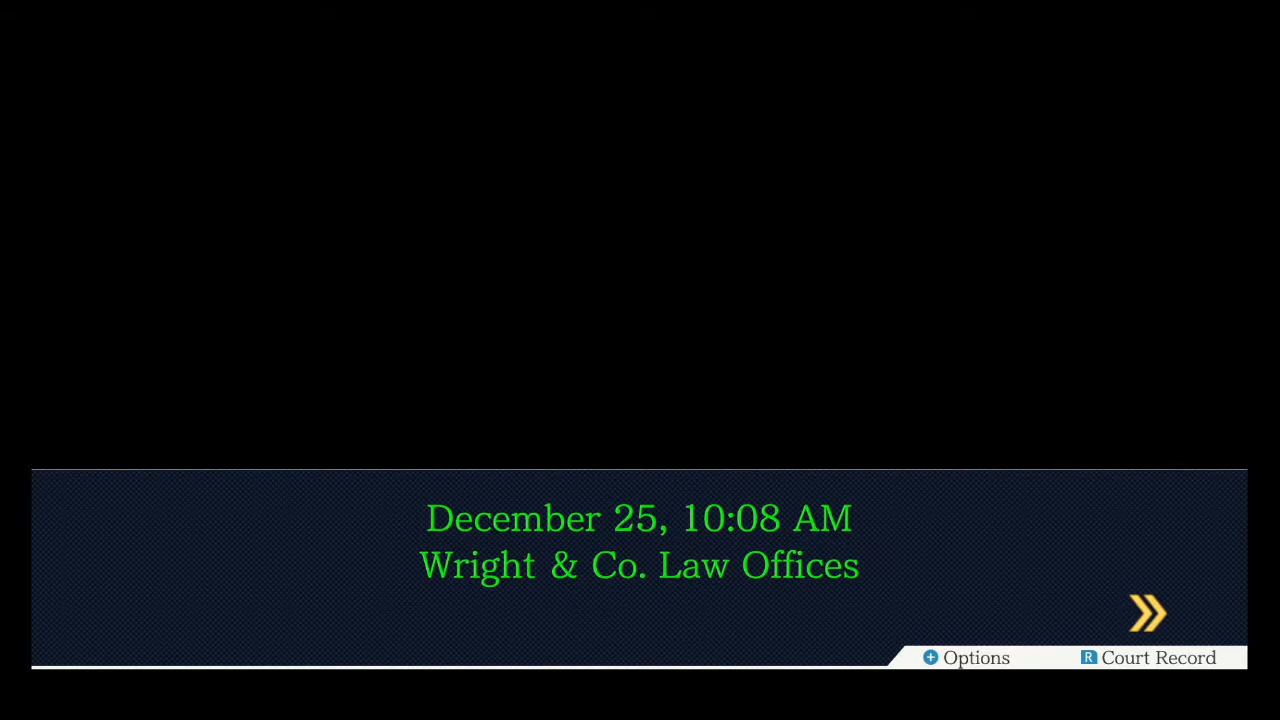 December 25, 10:08 AM
Wright & Co. Law Offices
+ Options R Court Record